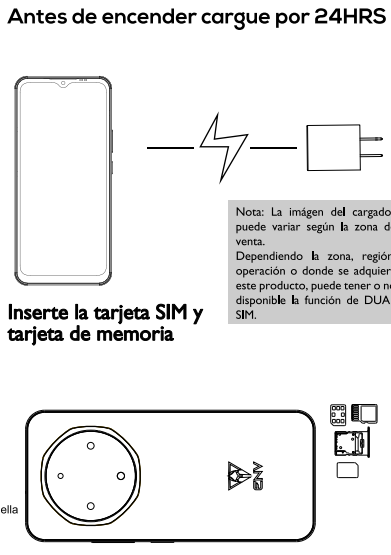 Antes de encender cargue por 24HRS
Nota: La imágen del cargado
puede variar según la zona d
venta.
Dependiendo la zona, región
operación o donde se adquier
este producto, puede tener o n
disponible la función de DUA
SIM.
Inserte la tarjeta SIM y
tarjeta de memoria
ella